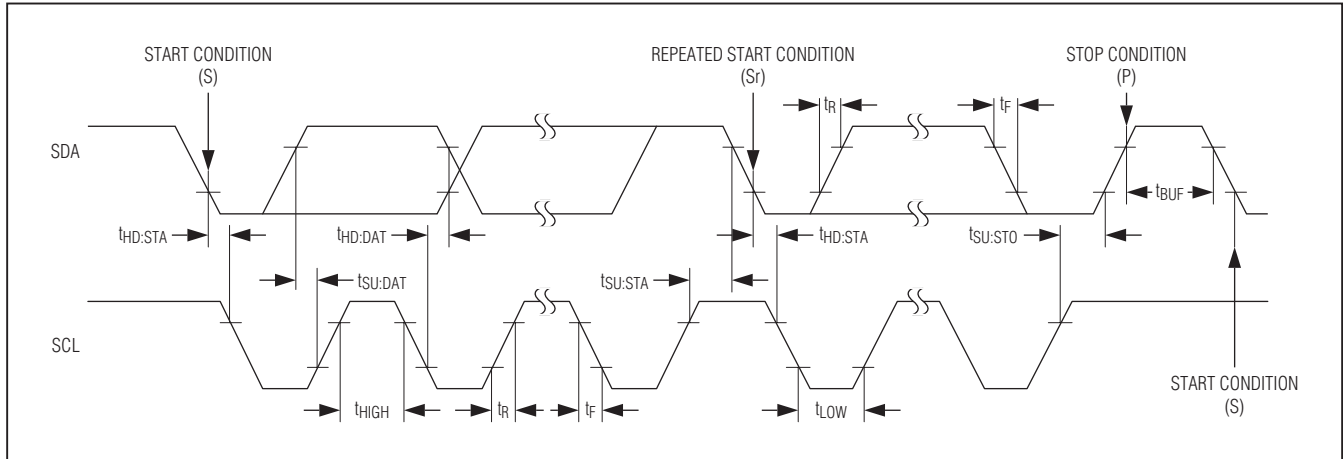 START CONDITION
(S)
REPEATED START CONDITION
(Sr)
STOP CONDITION
(P)
tR
tF
SDA
tBUF
tHD:STA
tHD:DAT
tHD:STA
tSU:STO
tSU:DAT
tSU:STA
SCL
tHIGH
tR
tF
tLOW
START CONDITION
(S)